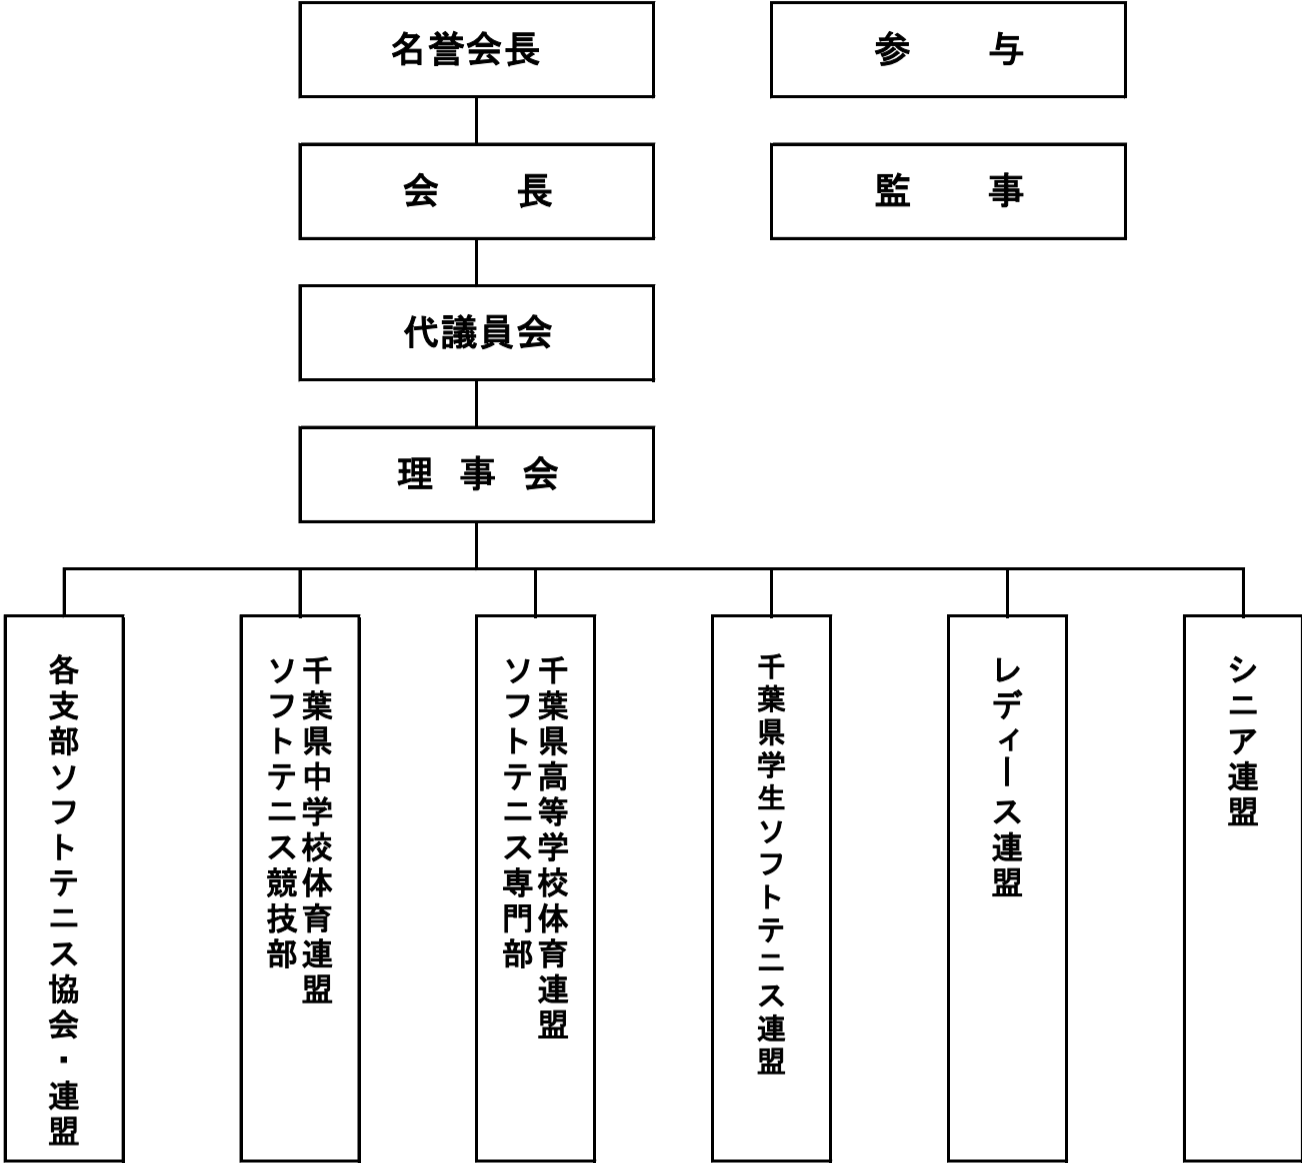 名誉会長
参　与
会　長
監　事
代議員会
理 事 会
各支部ソフトテニス協会・連盟
千葉県中学校体育連盟
ソフトテニス競技部
千葉県高等学校体育連盟
ソフトテニス専門部
千葉県学生ソフトテニス連盟
レディース連盟
シニア連盟